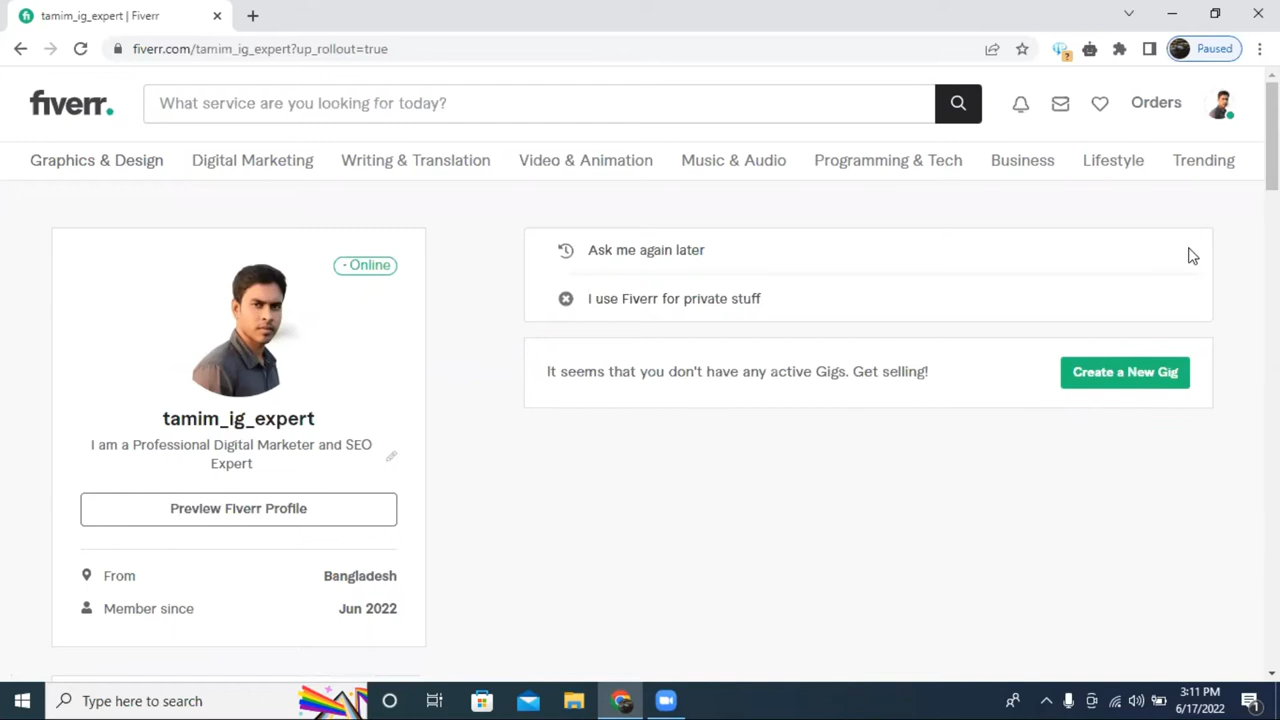 tamim_ig_expert | Fiverr
fiverr.com/tamim_ig_expert?up_rollout=true
Paused
fiverr.
What service are you looking for today?
Orders
Graphics & Design Digital Marketing Writing & Translation Video & Animation Music & Audio Programming & Tech Business Lifestyle Trending
- Online
tamim_ig_expert
I am a Professional Digital Marketer and SEO
Expert
Preview Fiverr Profile
From Bangladesh
Member since Jun 2022
Ask me again later
I use Fiverr for private stuff
It seems that you don't have any active Gigs. Get selling!
Create a New Gig
Type here to search
3:11 PM
6/17/2022
1